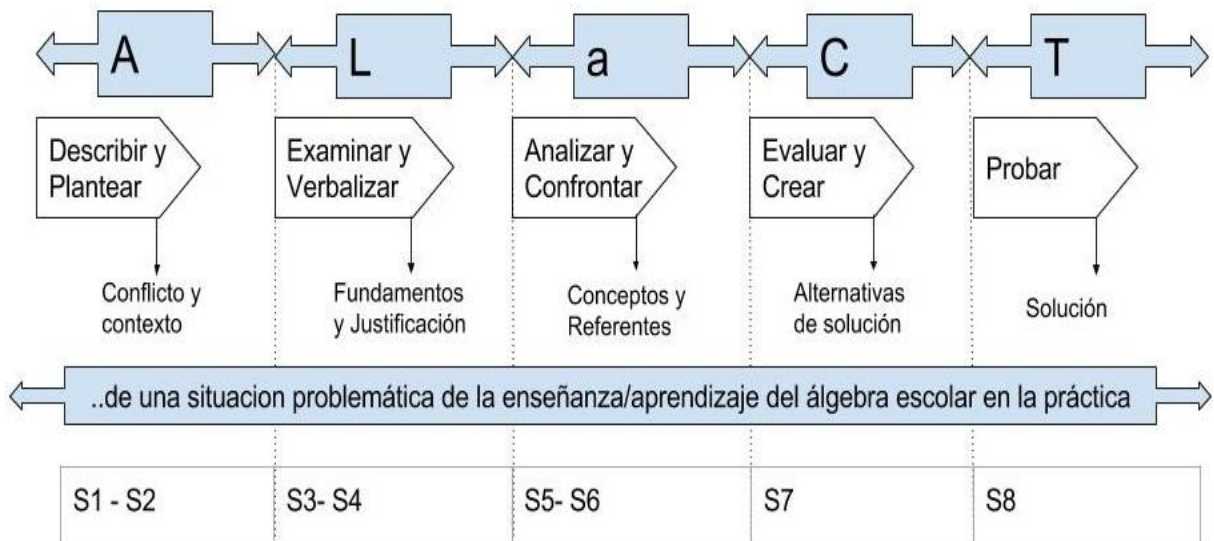 A
L
a
C
T
Describir y
Plantear
Examinar y
Verbalizar
Analizar y
Confrontar
Evaluar y
Crear
Probar
Conflicto y
contexto
Fundamentos
y Justificación
Conceptos y
Referentes
Alternativas
de solución
Solución
..de una situacion problemática de la enseñanza/aprendizaje del álgebra escolar en la práctica
S1 - S2
S3- S4
S5- S6
S7
S8